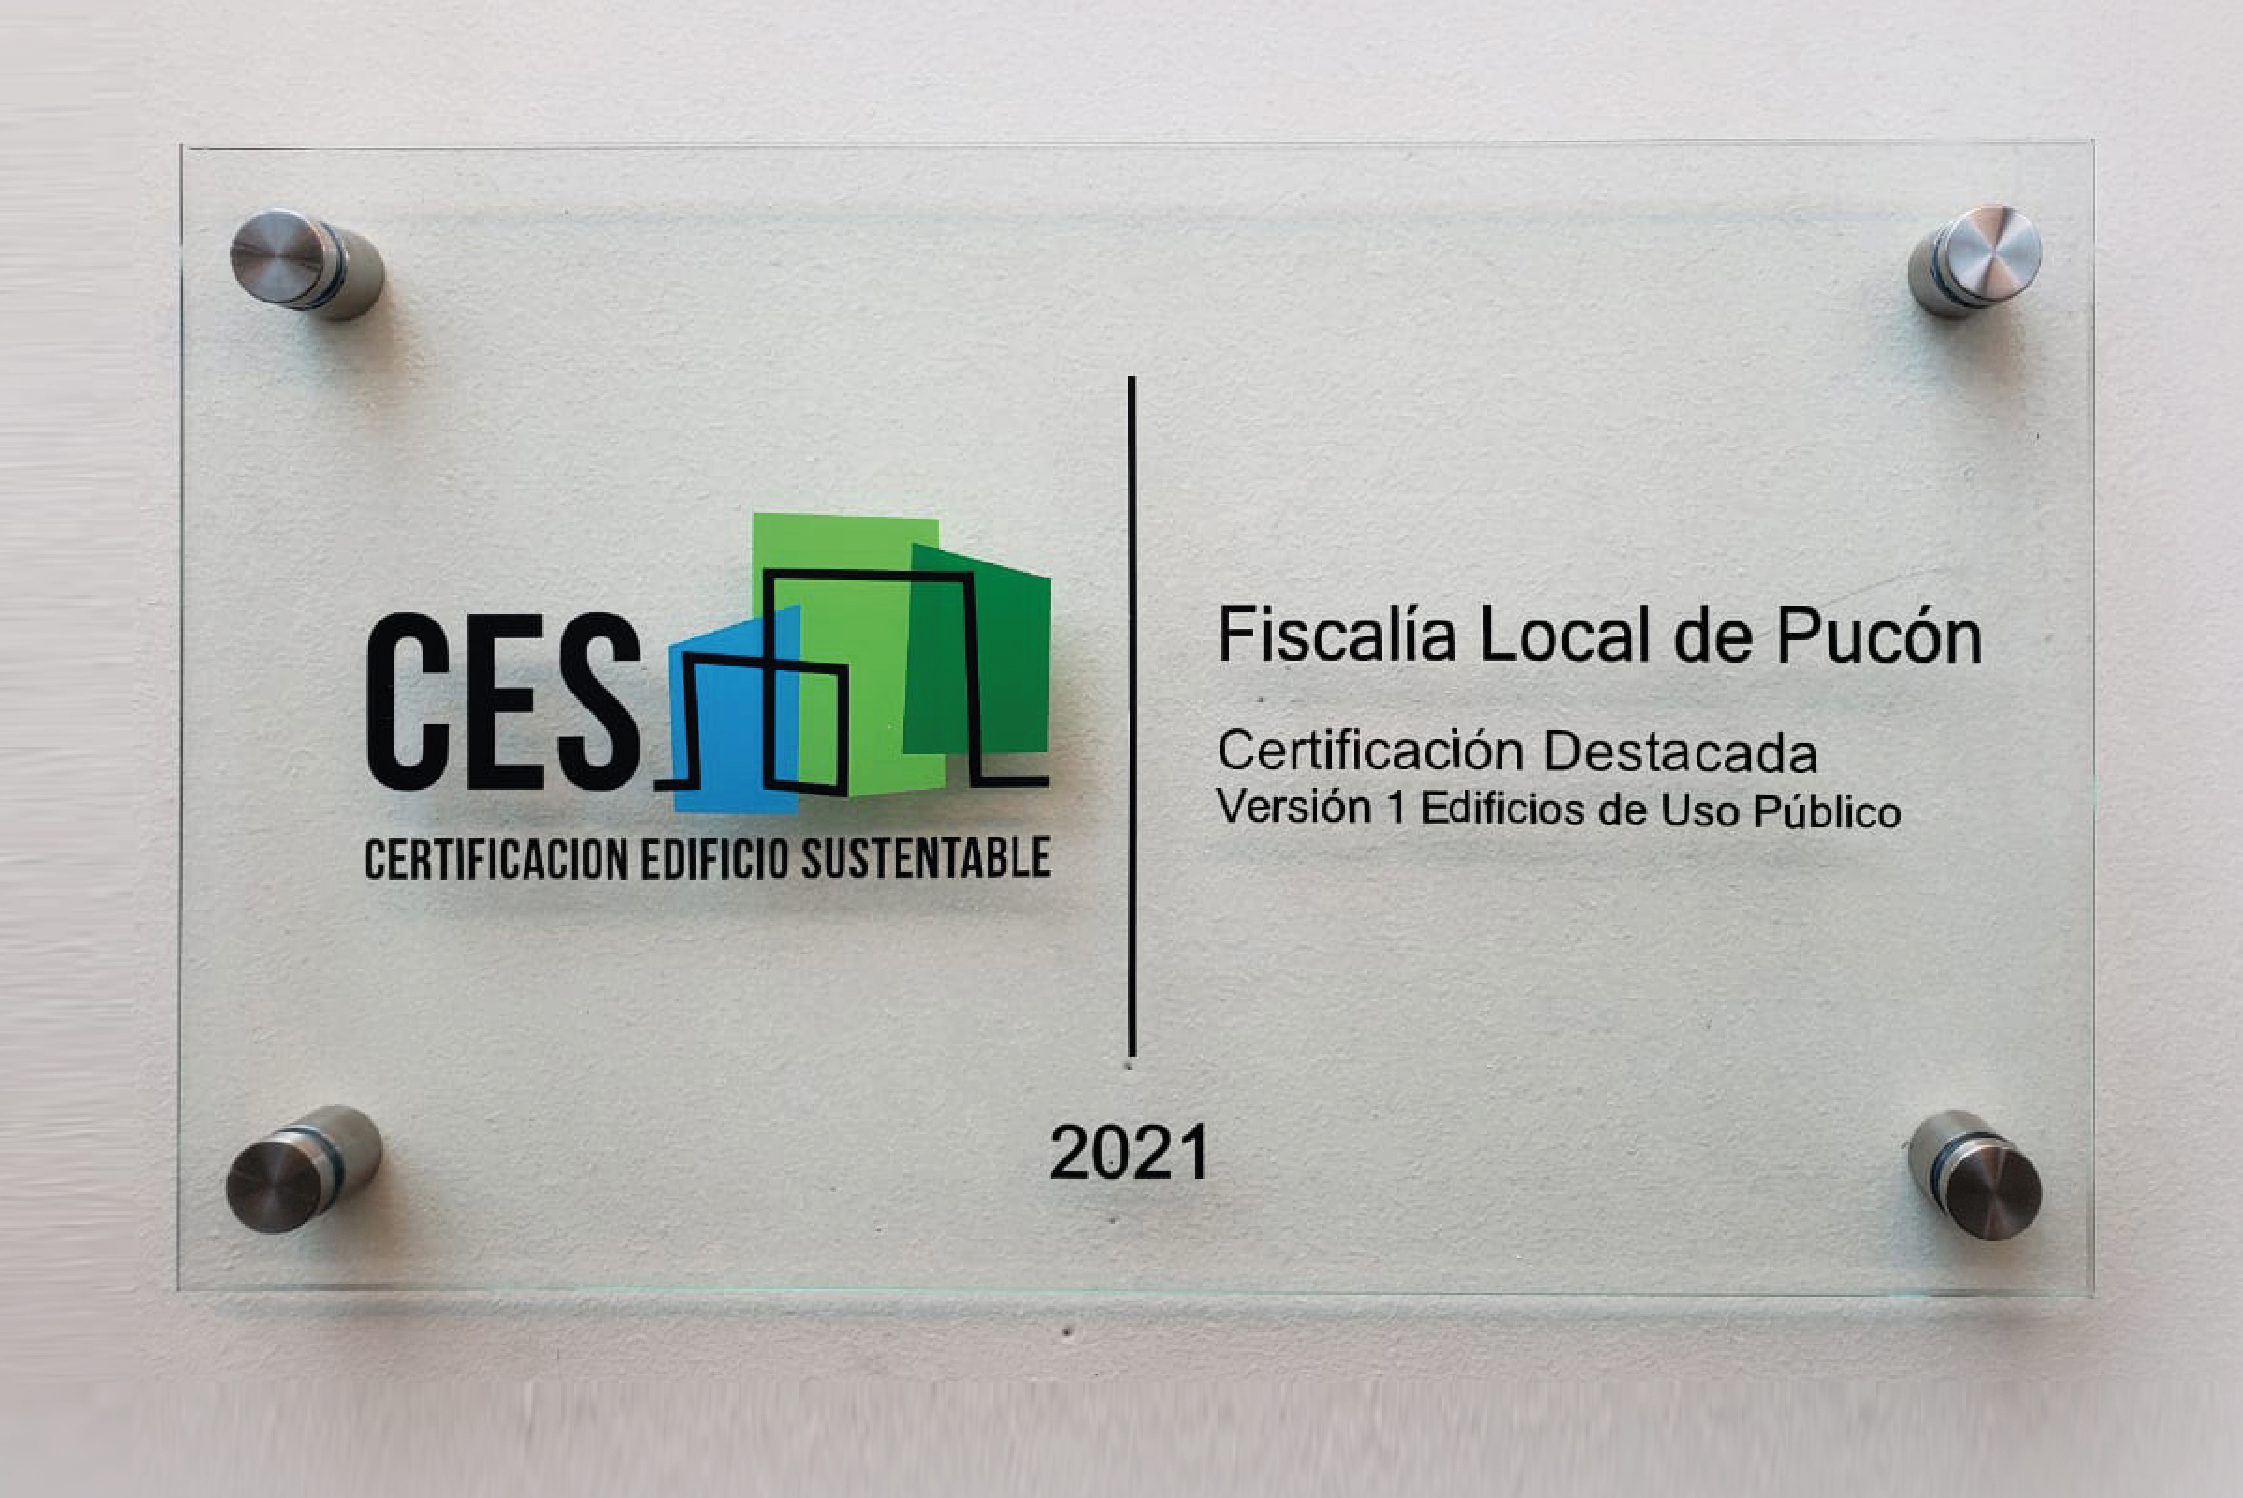 CES
CERTIFICACION EDIFICIO SUSTENTABLE
Fiscalía Local de Pucón
Certificación Destacada
Versión 1 Edificios de Uso Público
2021